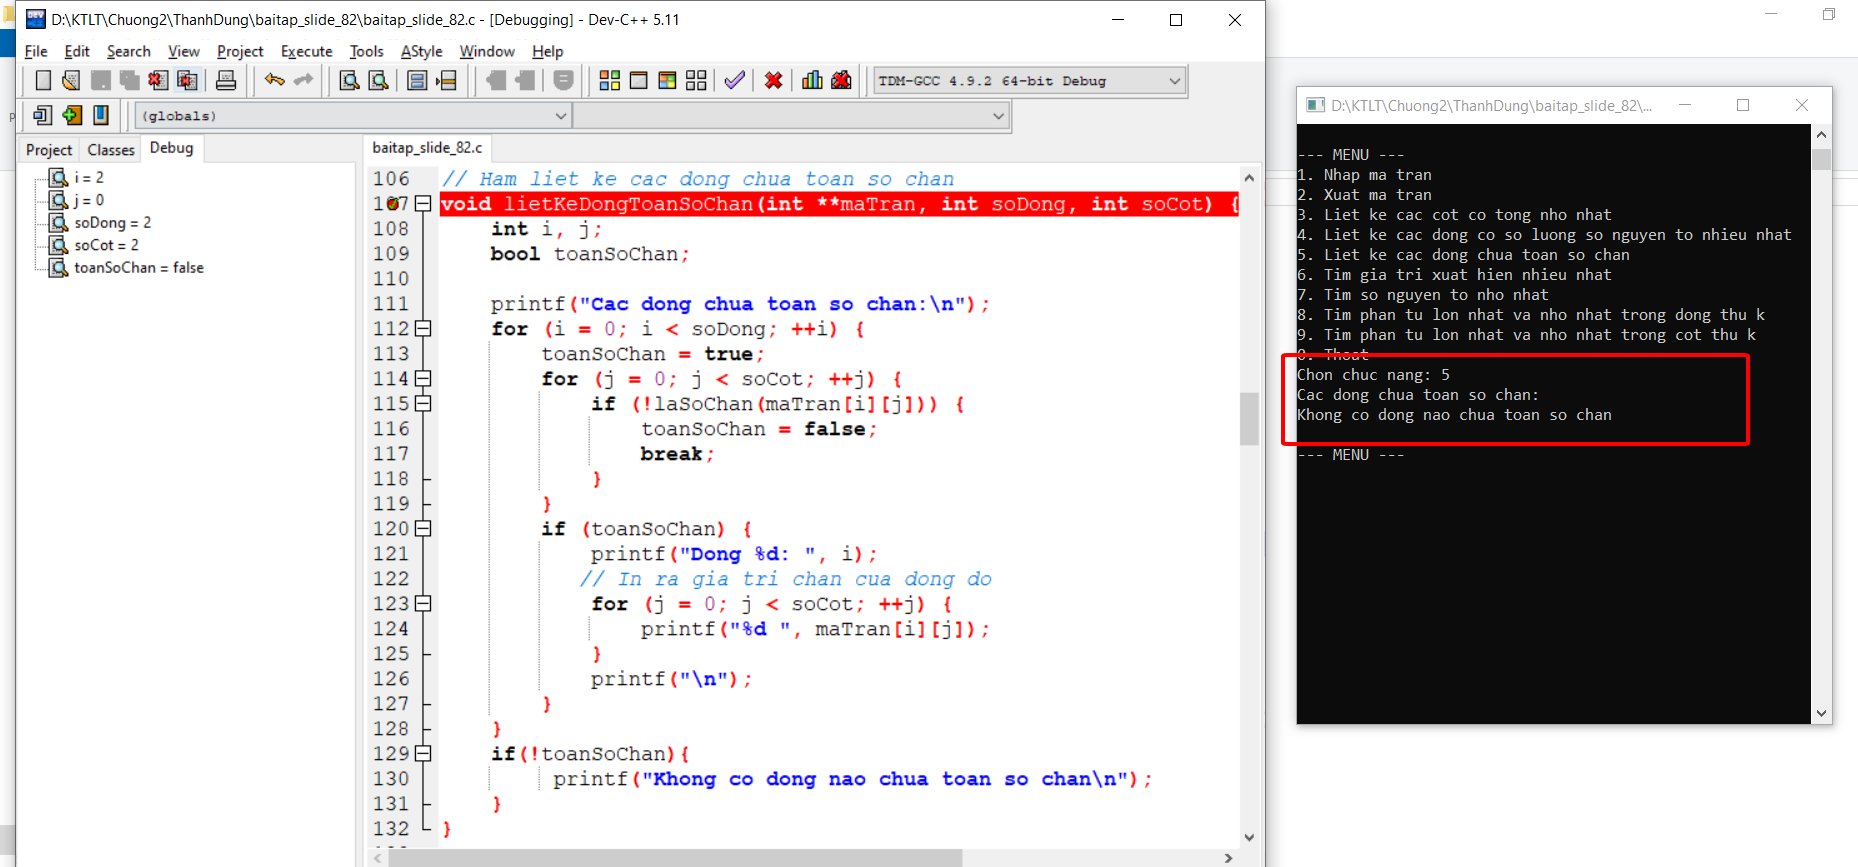 D:\KTLT\Chuong2\ThanhDung\baitap_slide_82\baitap_slide_82.c - [Debugging] - Dev-C++ 5.11
File Edit Search View Project Execute Tools AStyle Window Help
TDM-GCC 4.9.2 64-bit Debug
(globals)
Project Classes Debug
i = 2
j = 0
soDong = 2
soCot = 2
toanSoChan = false
baitap_slide_82.c
106 // Ham liet ke cac dong chua toan so chan
107 void lietKeDongToanSoChan(int **maTran, int soDong, int soCot) {
108 int i, j;
109 bool toanSoChan;
110
111 printf("Cac dong chua toan so chan:\n");
112 for (i = 0; i < soDong; ++i) {
113 toanSoChan = true;
114 for (j = 0; j < soCot; ++j) {
115 if (!laSoChan(maTran[i][j])) {
116 toanSoChan = false;
117 break;
118 }
119 }
120 if (toanSoChan) {
121 printf("Dong %d: ", i);
122 // In ra gia tri chan cua dong do
123 for (j = 0; j < soCot; ++j) {
124 printf("%d ", maTran[i][j]);
125 }
126 printf("\n");
127 }
128 }
129 if(!toanSoChan){
130 printf("Khong co dong nao chua toan so chan\n");
131 }
132 }
D:\KTLT\Chuong2\ThanhDung\baitap_slide_82\...
--- MENU ---
1. Nhap ma tran
2. Xuat ma tran
3. Liet ke cac cot co tong nho nhat
4. Liet ke cac dong co so luong so nguyen to nhieu nhat
5. Liet ke cac dong chua toan so chan
6. Tim gia tri xuat hien nhieu nhat
7. Tim so nguyen to nho nhat
8. Tim phan tu lon nhat va nho nhat trong dong thu k
9. Tim phan tu lon nhat va nho nhat trong cot thu k
0. Thoat
Chon chuc nang: 5
Cac dong chua toan so chan:
Khong co dong nao chua toan so chan
--- MENU ---